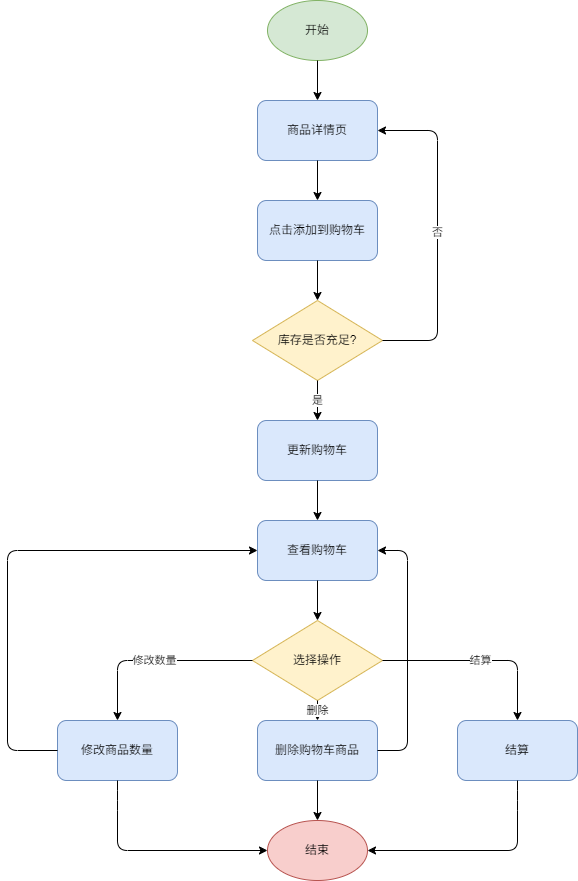 开始
商品详情页
点击添加到购物车
否
库存是否充足?
是
更新购物车
查看购物车
修改数量
选择操作
结算
删除
修改商品数量
删除购物车商品
结算
结束